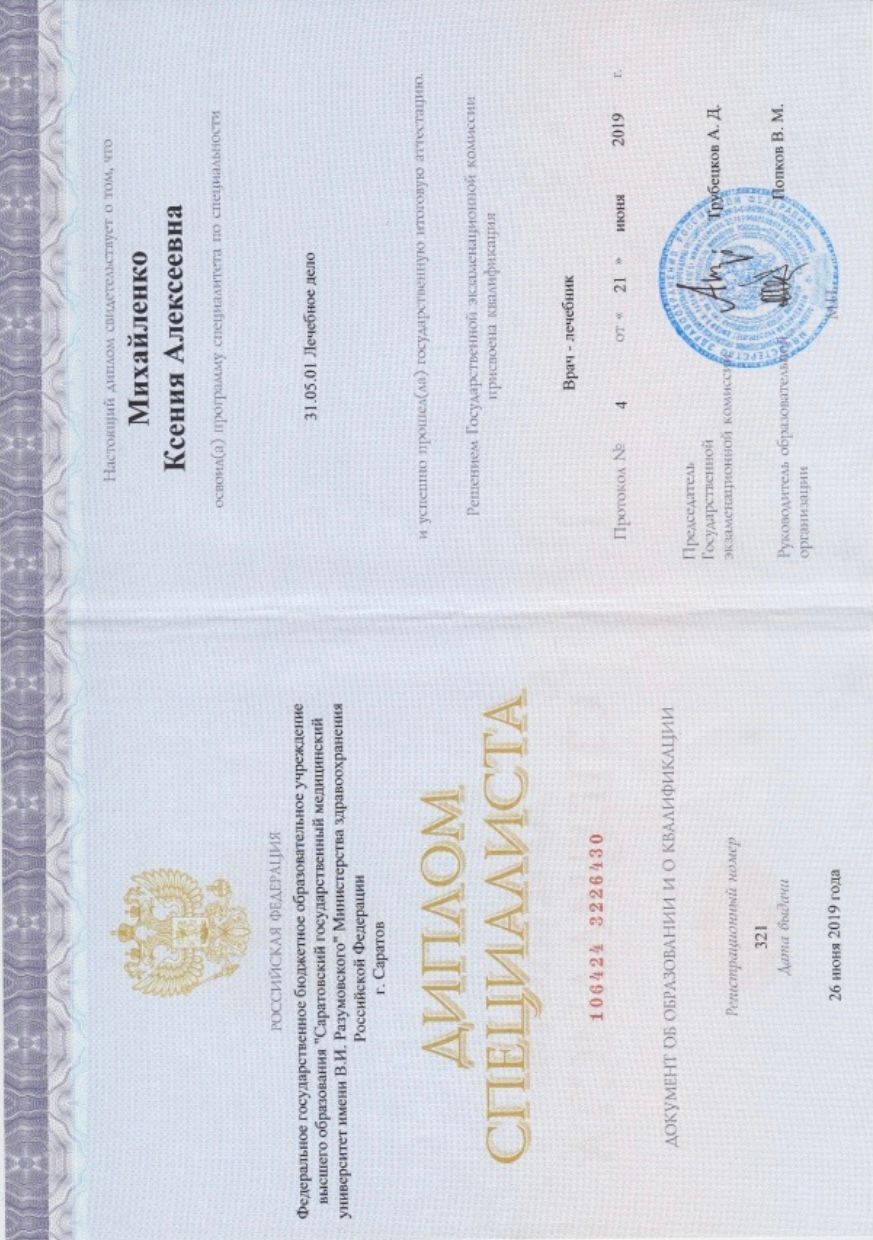 РОССИЙСКАЯ ФЕДЕРАЦИЯ
Федеральное государственное бюджетное образовательное учреждение
высшего образования "Саратовский государственный медицинский
университет имени В.И. Разумовского" Министерства здравоохранения
Российской Федерации
г. Саратов
ДИПЛОМ
СПЕЦИАЛИСТА
106424 3226430
ДОКУМЕНТ ОБ ОБРАЗОВАНИИ И О КВАЛИФИКАЦИИ
Регистрационный номер
321
Дата выдачи
26 июня 2019 года
Настоящий диплом свидетельствует о том, что
Михайленко
Ксения Алексеевна
освоил(а) программу специалитета по специальности
31.05.01 Лечебное дело
и успешно прошел(ла) государственную итоговую аттестацию.
Решением Государственной экзаменационной комиссии
присвоена квалификация
Врач - лечебник
Протокол № 4 от « 21 » июня 2019 г.
Председатель
Государственной
экзаменационной комиссии Трубецков А. Д.
Руководитель образовательной Попков В. М.
организации
М.П.